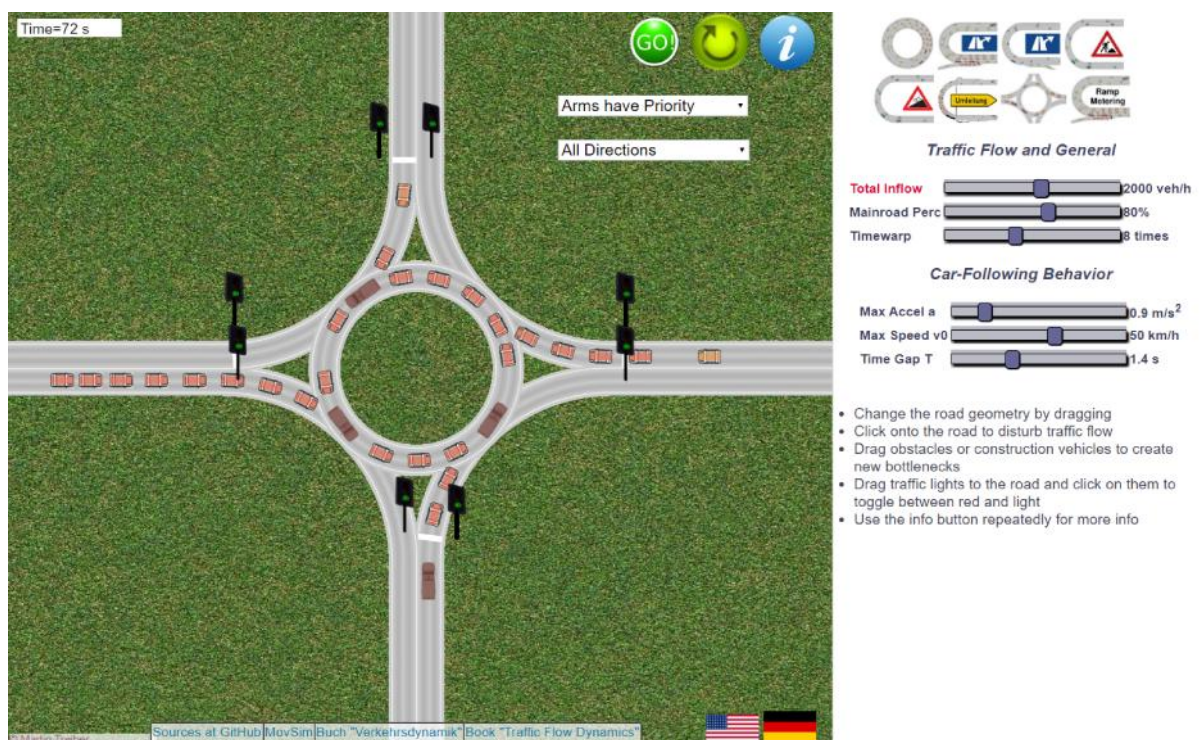 Time=72 s
GO!
i
Arms have Priority
All Directions
Umleitung
Ramp
Metering
Traffic Flow and General
Total Inflow 2000 veh/h
Mainroad Perc 80%
Timewarp 8 times
Car-Following Behavior
Max Accel a 0.9 m/s²
Max Speed v0 50 km/h
Time Gap T 1.4 s
• Change the road geometry by dragging
• Click onto the road to disturb traffic flow
• Drag obstacles or construction vehicles to create
new bottlenecks
• Drag traffic lights to the road and click on them to
toggle between red and light
• Use the info button repeatedly for more info
Sources at GitHub MovSim Buch "Verkehrsdynamik" Book "Traffic Flow Dynamics"
© Martin Treiber